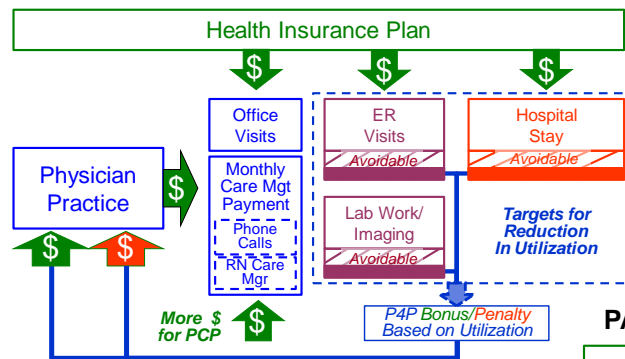 Health Insurance Plan
$
$
$
Office
Visits
ER
Visits
Avoidable
Hospital
Stay
Avoidable
Physician
Practice
$
Monthly
Care Mgt
Payment
Phone
Calls
RN Care
Mgr
Lab Work/
Imaging
Avoidable
Targets for
Reduction
In Utilization
$
$
More $
for PCP
$
P4P Bonus/Penalty
Based on Utilization